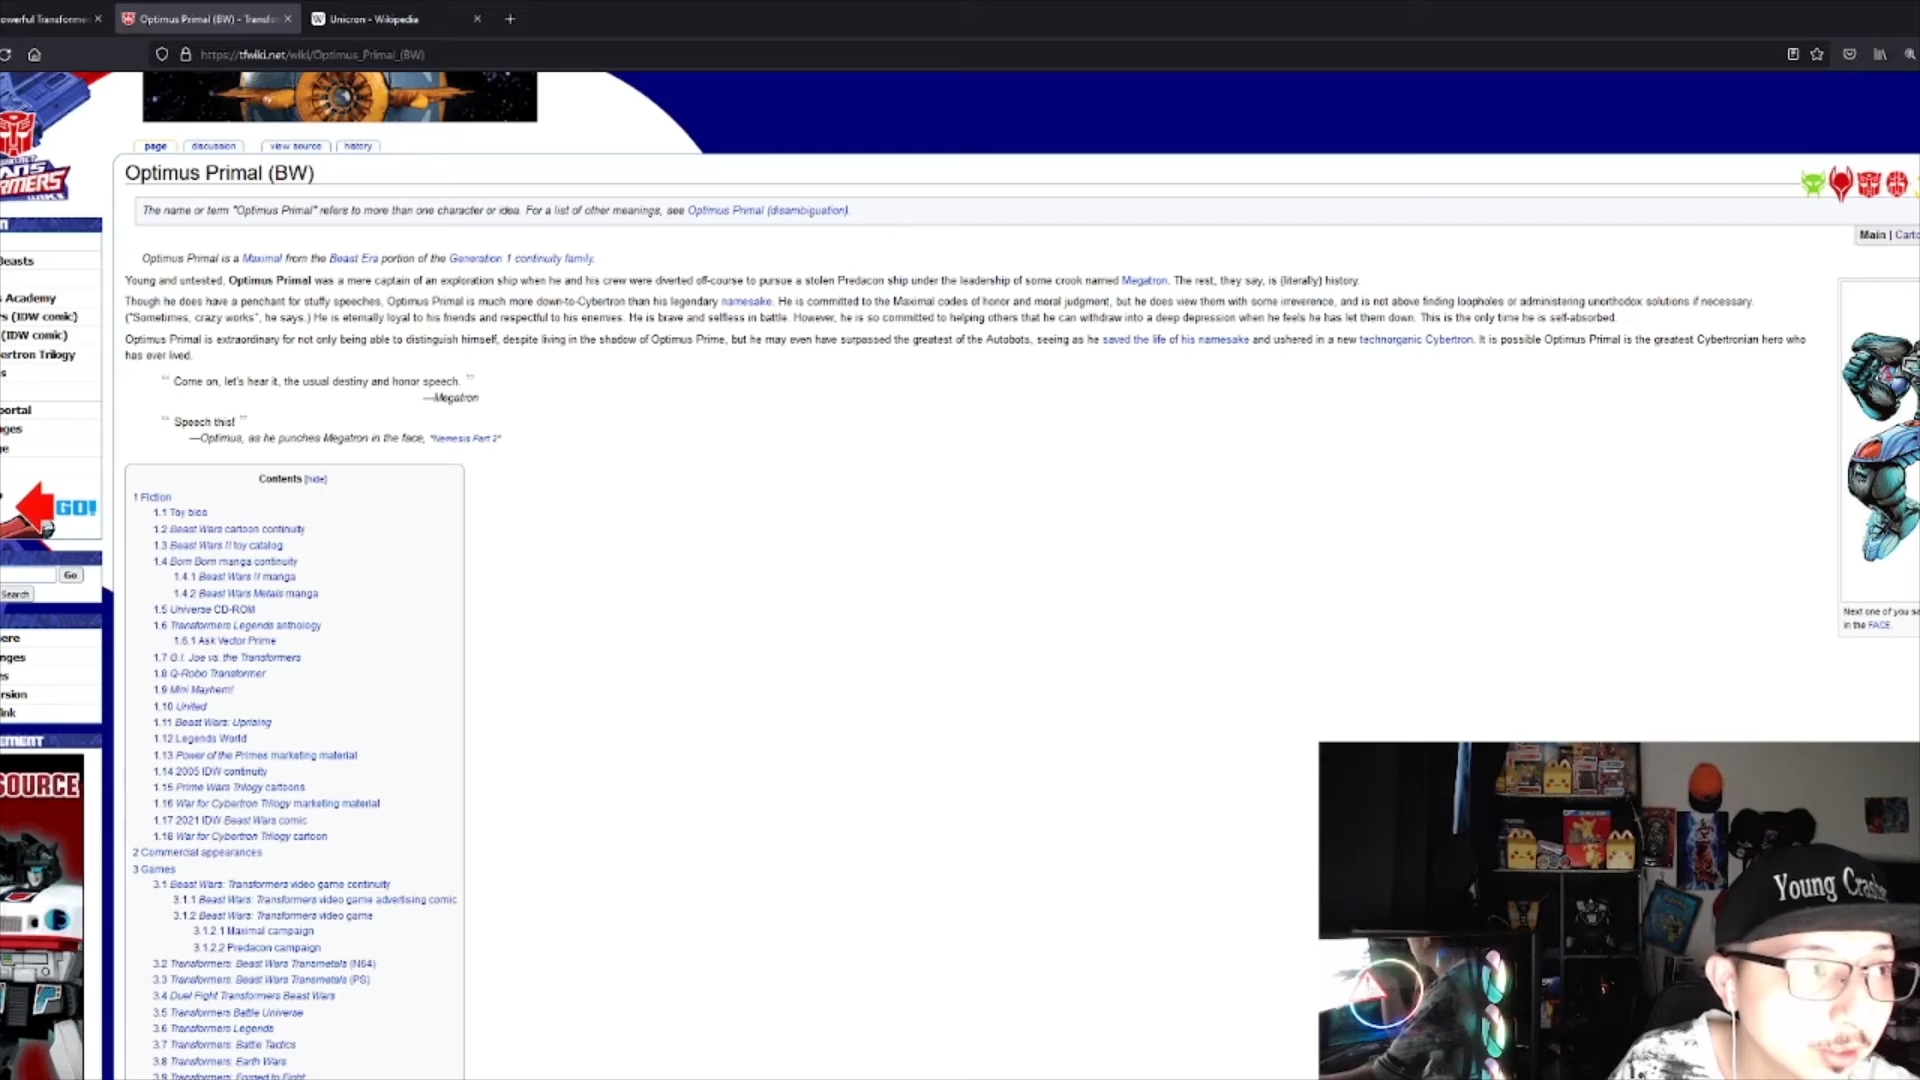 owerful Transforme
Optimus Primal (BW) - Transfo
Unicron - Wikipedia
https://tfwiki.net/wiki/Optimus_Primal_(BW)
page
discussion
view source
history
Optimus Primal (BW)
The name or term "Optimus Primal" refers to more than one character or idea. For a list of other meanings, see Optimus Primal (disambiguation).
Main | Carto
Optimus Primal is a Maximal from the Beast Era portion of the Generation 1 continuity family.
Young and untested, Optimus Primal was a mere captain of an exploration ship when he and his crew were diverted off-course to pursue a stolen Predacon ship under the leadership of some crook named Megatron. The rest, they say, is (literally) history.
Though he does have a penchant for stuffy speeches, Optimus Primal is much more down-to-Cybertron than his legendary namesake. He is committed to the Maximal codes of honor and moral judgment, but he does view them with some irreverence, and is not above finding loopholes or administering unorthodox solutions if necessary.
("Sometimes, crazy works", he says.) He is eternally loyal to his friends and respectful to his enemies. He is brave and selfless in battle. However, he is so committed to helping others that he can withdraw into a deep depression when he feels he has let them down. This is the only time he is self-absorbed.
Optimus Primal is extraordinary for not only being able to distinguish himself, despite living in the shadow of Optimus Prime, but he may even have surpassed the greatest of the Autobots, seeing as he saved the life of his namesake and ushered in a new technorganic Cybertron. It is possible Optimus Primal is the greatest Cybertronian hero who
has ever lived.
“ Come on, let's hear it, the usual destiny and honor speech. ”
—Megatron
“ Speech this! ”
—Optimus, as he punches Megatron in the face, "Nemesis Part 2"
Contents [hide]
1 Fiction
1.1 Toy bios
1.2 Beast Wars cartoon continuity
1.3 Beast Wars II toy catalog
1.4 Bom Bom manga continuity
1.4.1 Beast Wars II manga
1.4.2 Beast Wars Metals manga
1.5 Universe CD-ROM
1.6 Transformers Legends anthology
1.6.1 Ask Vector Prime
1.7 G.I. Joe vs. the Transformers
1.8 Q-Robo Transformer
1.9 Mini Mayhem!
1.10 United
1.11 Beast Wars: Uprising
1.12 Legends World
1.13 Power of the Primes marketing material
1.14 2005 IDW continuity
1.15 Prime Wars Trilogy cartoons
1.16 War for Cybertron Trilogy marketing material
1.17 2021 IDW Beast Wars comic
1.18 War for Cybertron Trilogy cartoon
2 Commercial appearances
3 Games
3.1 Beast Wars: Transformers video game continuity
3.1.1 Beast Wars: Transformers video game advertising comic
3.1.2 Beast Wars: Transformers video game
3.1.2.1 Maximal campaign
3.1.2.2 Predacon campaign
3.2 Transformers: Beast Wars Transmetals (N64)
3.3 Transformers: Beast Wars Transmetals (PS)
3.4 Duel Fight Transformers Beast Wars
3.5 Transformers Battle Universe
3.6 Transformers Legends
3.7 Transformers: Battle Tactics
3.8 Transformers: Earth Wars
3.9 Transformers: Forged to Fight
Next one of you sa
in the FACE.
ANS
RMERS
Beasts
s Academy
rs (IDW comic)
(IDW comic)
ertron Trilogy
s
portal
nges
e
GO!
Go
Search
ere
nges
es
rsion
ink
EMENT
SOURCE
Young Crash